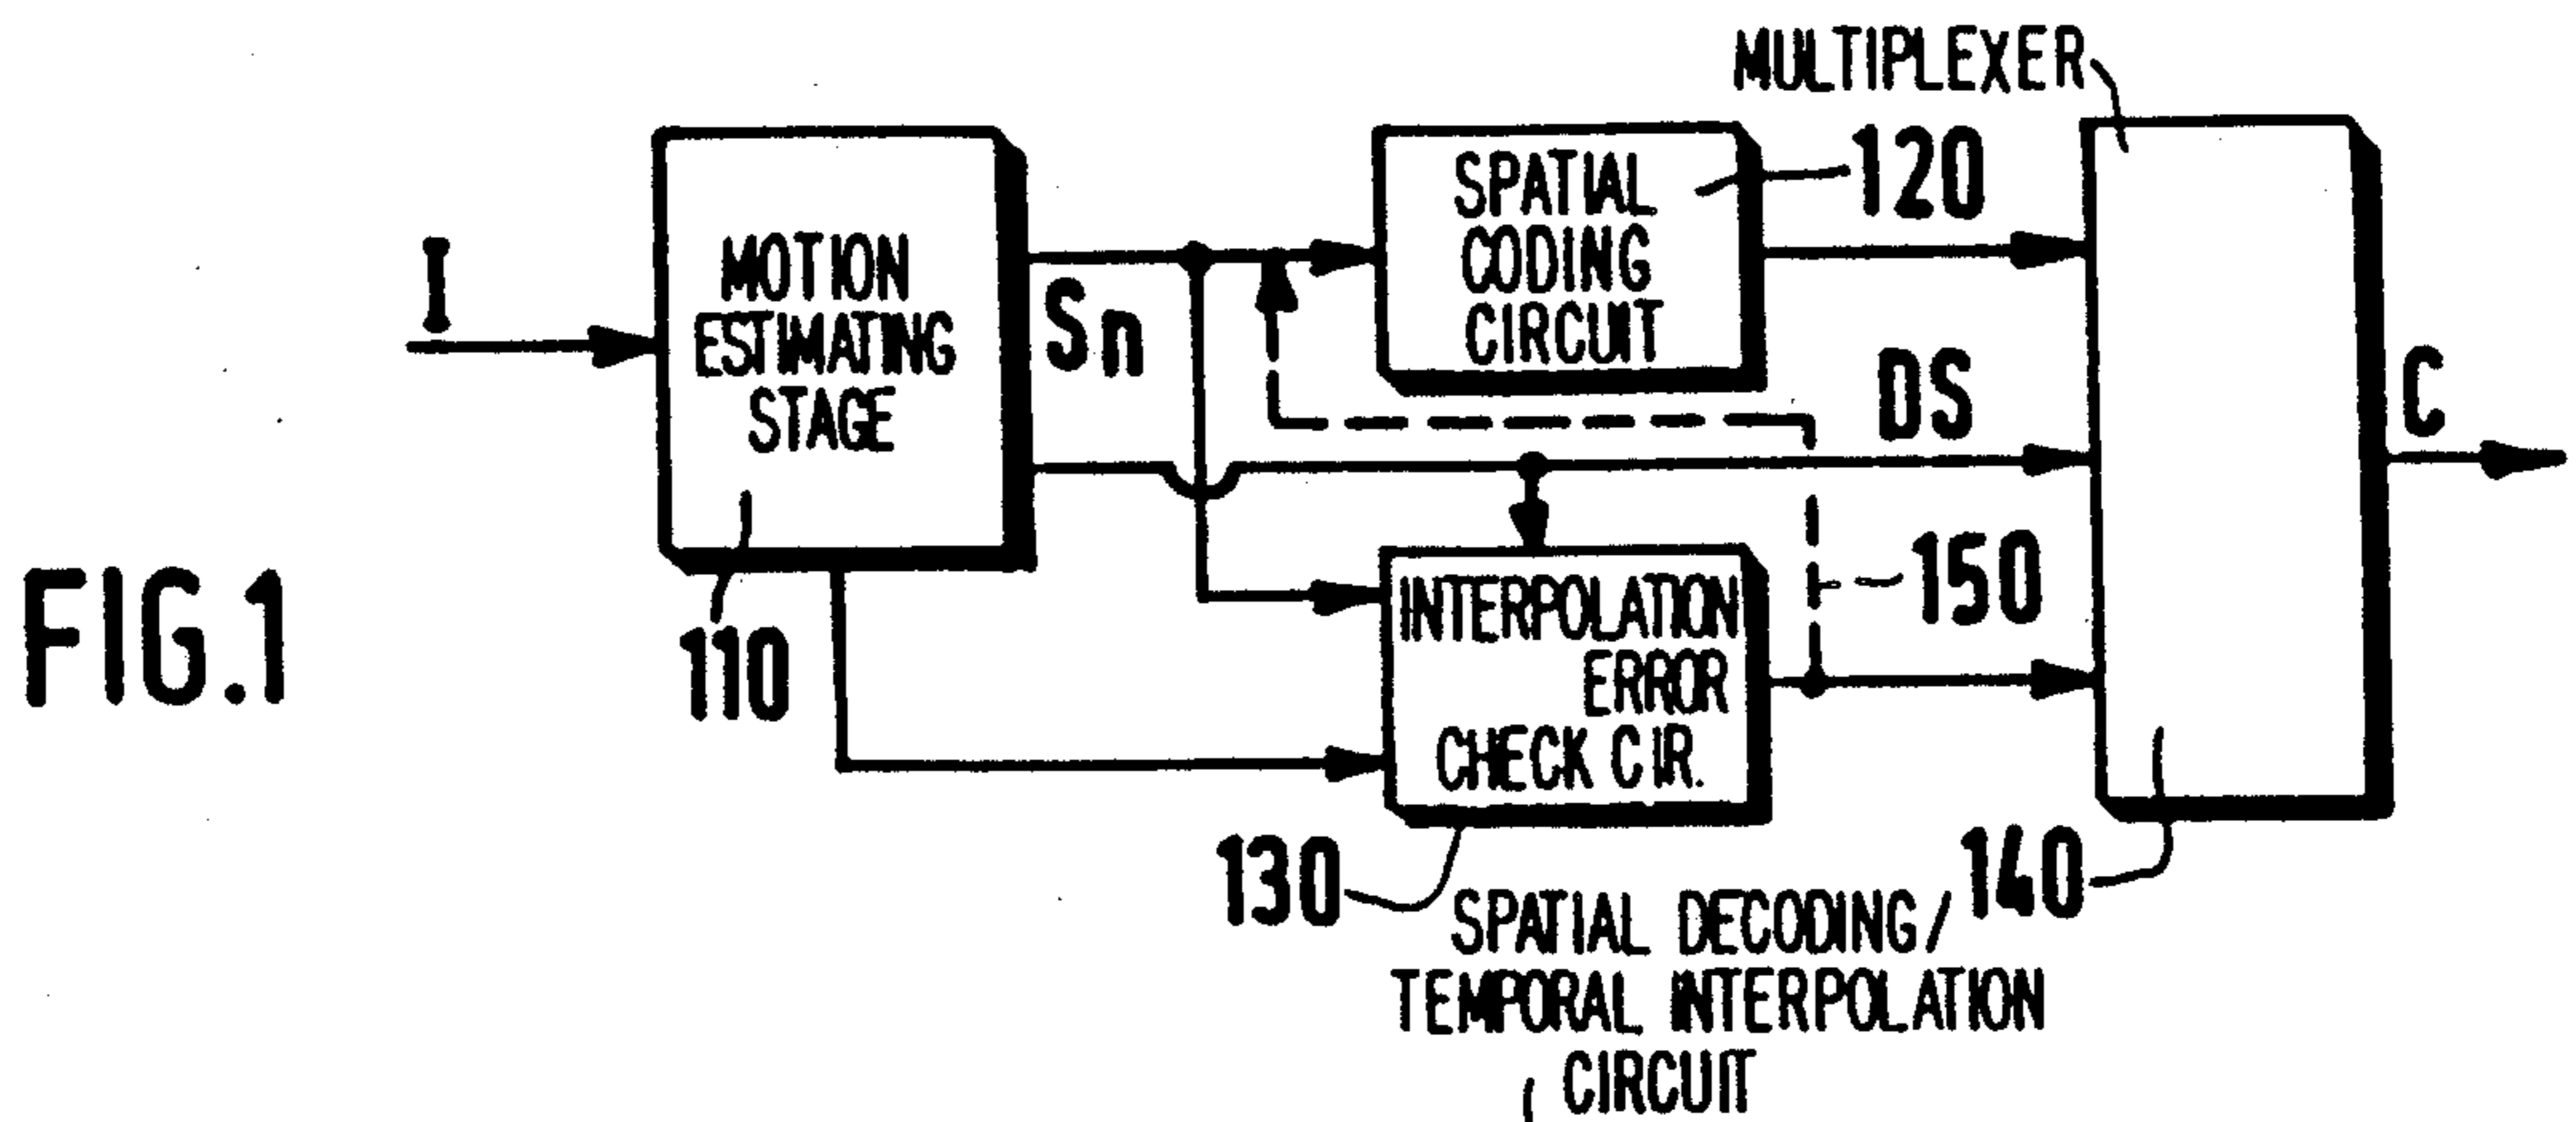 MULTIPLEXER
120
SPATIAL
CODING
CIRCUIT
I
MOTION
ESTIMATING
STAGE
Sn
DS
C
150
FIG.1
110
INTERPOLATION
ERROR
CHECK CIR.
130
140
SPATIAL DECODING/
TEMPORAL INTERPOLATION
CIRCUIT